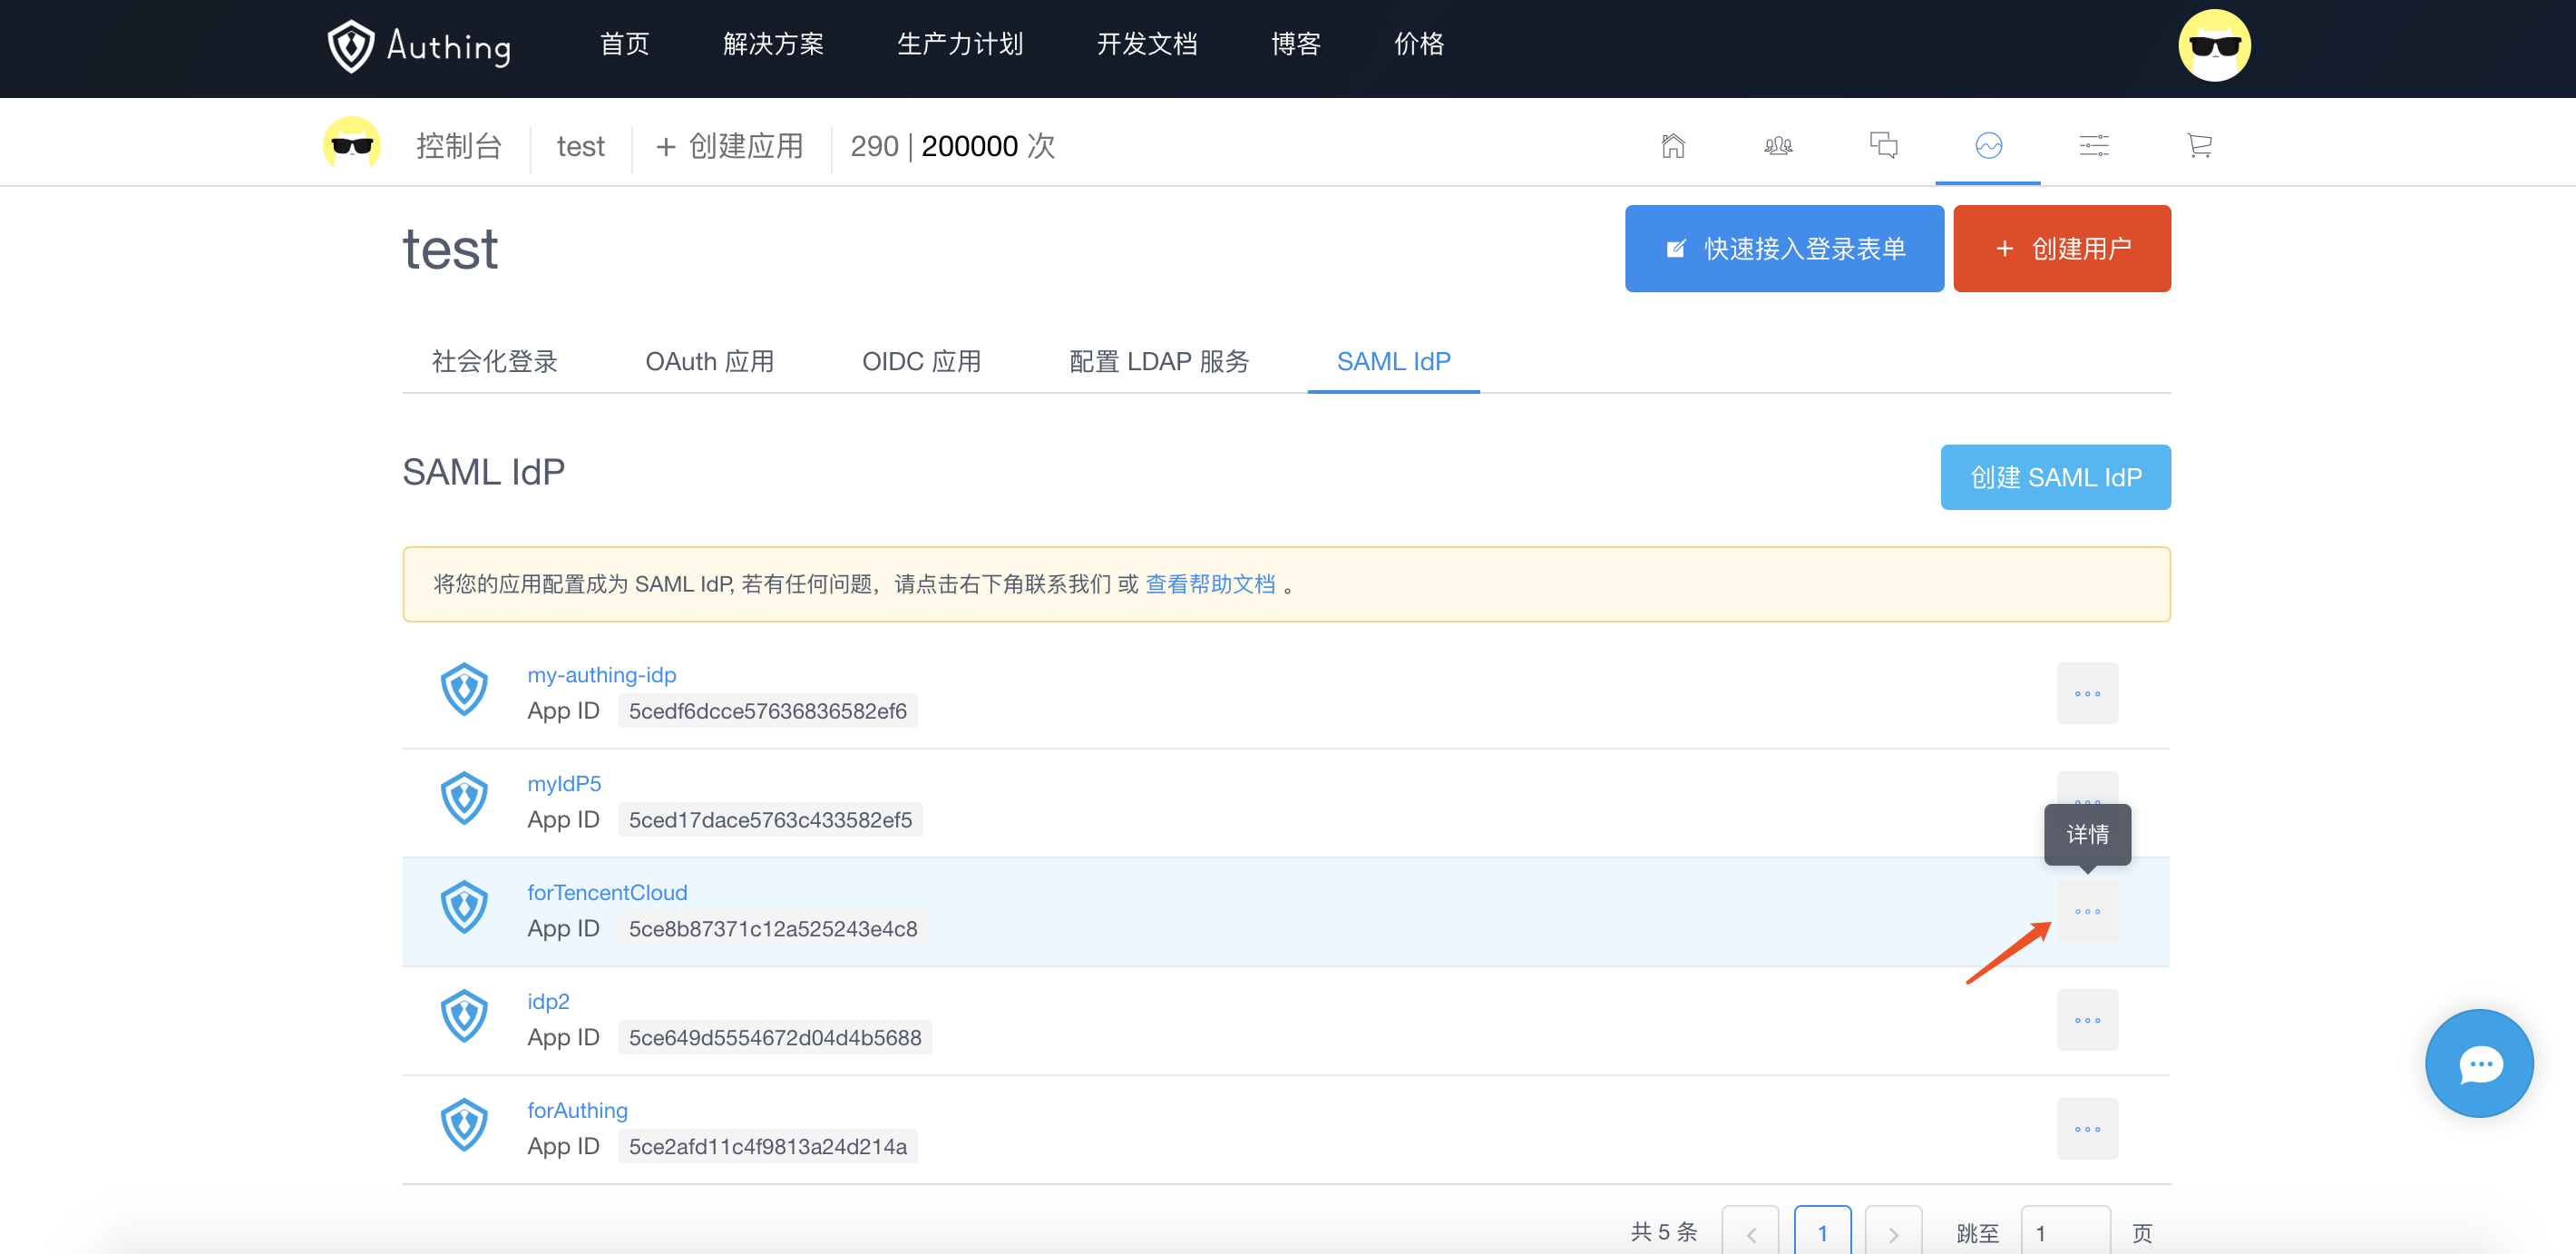 Authing 首页 解决方案 生产力计划 开发文档 博客 价格
控制台 test + 创建应用 290 | 200000 次
test
快速接入登录表单
+ 创建用户
社会化登录 OAuth 应用 OIDC 应用 配置 LDAP 服务 SAML IdP
SAML IdP
创建 SAML IdP
将您的应用配置成为 SAML IdP, 若有任何问题，请点击右下角联系我们 或 查看帮助文档 。
my-authing-idp
App ID 5cedf6dcce57636836582ef6
myIdP5
App ID 5ced17dace5763c433582ef5
详情
forTencentCloud
App ID 5ce8b87371c12a525243e4c8
idp2
App ID 5ce649d5554672d04d4b5688
forAuthing
App ID 5ce2afd11c4f9813a24d214a
共 5 条 < 1 > 跳至 1 页